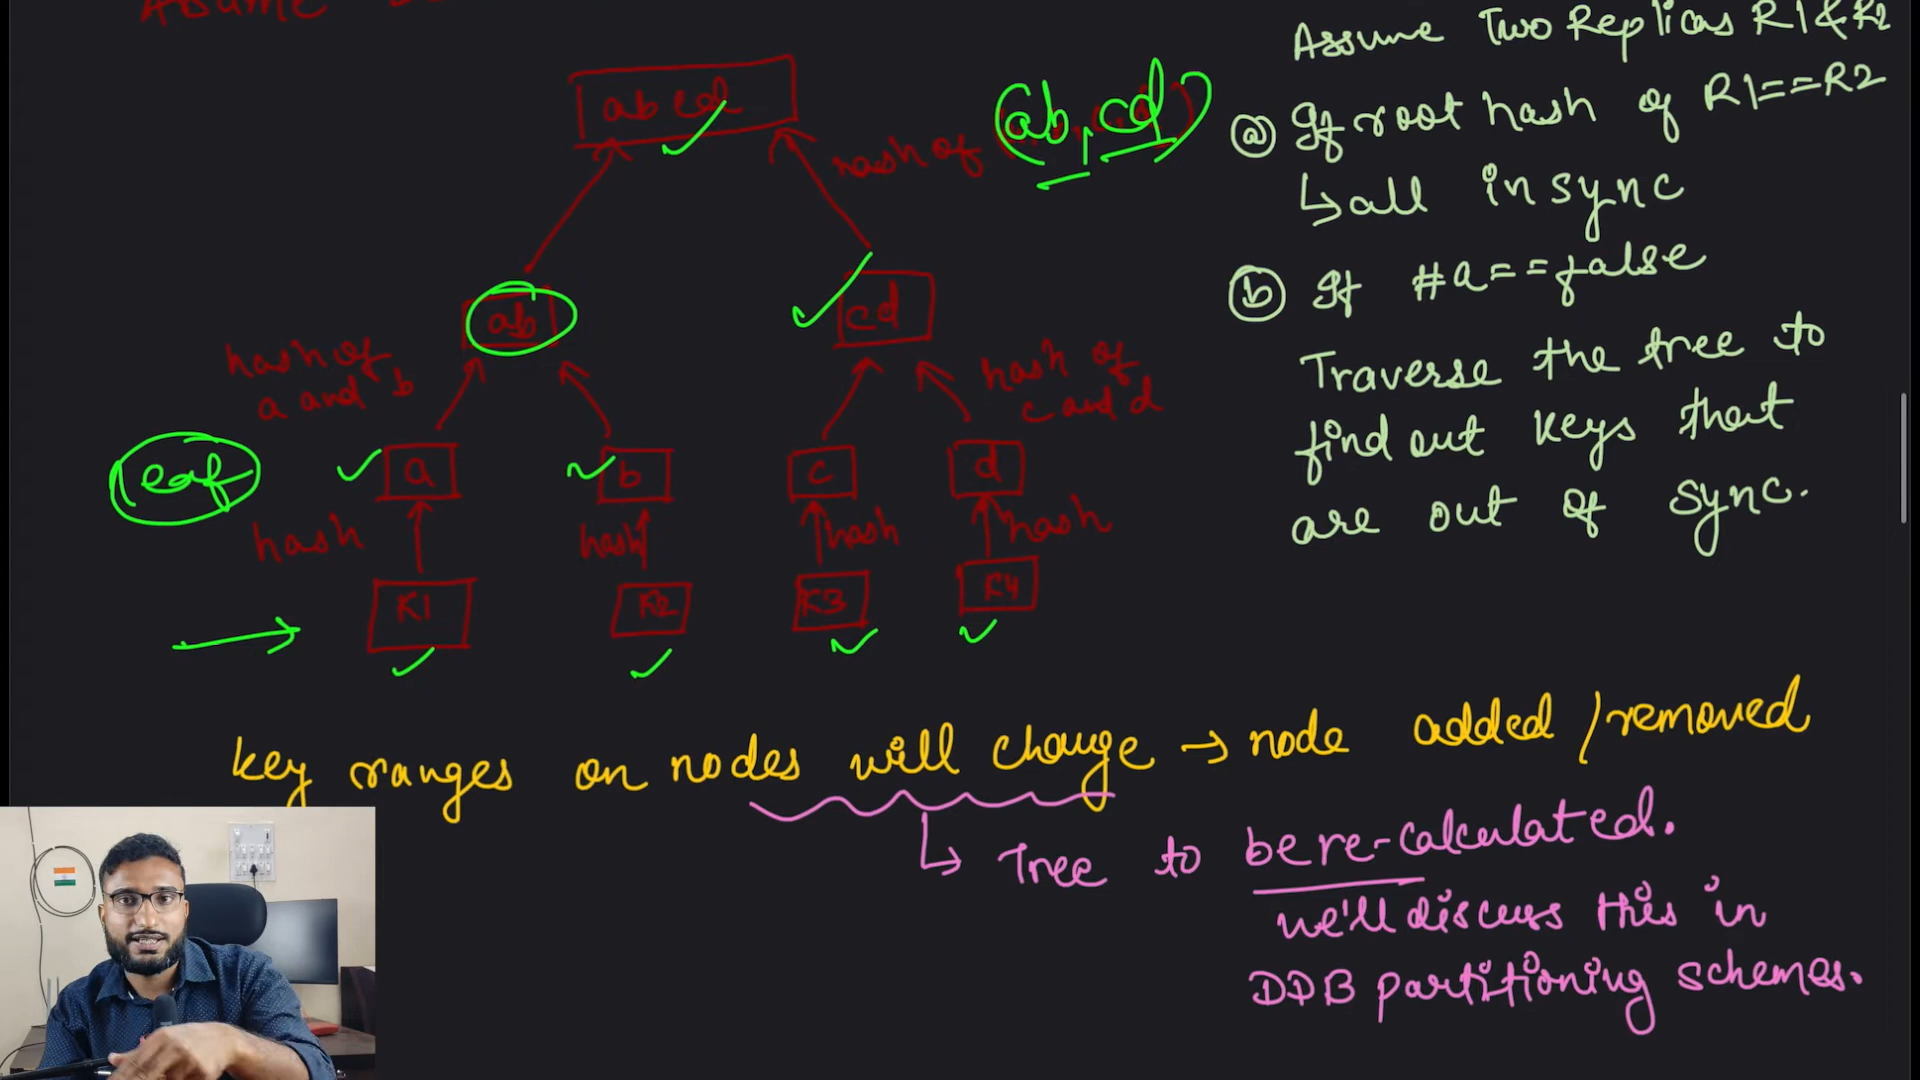 Assume
abcd
hash of (ab, cd)
ab
cd
hash of
a and b
hash of
c and d
leaf
a
b
c
d
hash
hash
hash
hash
K1
K2
K3
K4
Assume Two Replicas R1 & R2
(a) If root hash of R1==R2
↳ all in sync
(b) If #a==false
Traverse the tree to
find out keys that
are out of sync.
key ranges on nodes will change → node added/removed
↳ Tree to be re-calculated.
we'll discuss this in
DDB partitioning schemes.